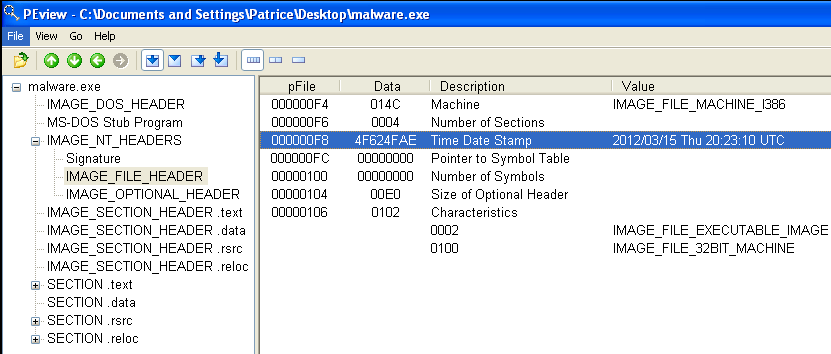 PEview - C:\Documents and Settings\Patrice\Desktop\malware.exe
File View Go Help
malware.exe
IMAGE_DOS_HEADER
MS-DOS Stub Program
IMAGE_NT_HEADERS
Signature
IMAGE_FILE_HEADER
IMAGE_OPTIONAL_HEADER
IMAGE_SECTION_HEADER .text
IMAGE_SECTION_HEADER .data
IMAGE_SECTION_HEADER .rsrc
IMAGE_SECTION_HEADER .reloc
SECTION .text
SECTION .data
SECTION .rsrc
SECTION .reloc
pFile Data Description Value
000000F4 014C Machine IMAGE_FILE_MACHINE_I386
000000F6 0004 Number of Sections
000000F8 4F624FAE Time Date Stamp 2012/03/15 Thu 20:23:10 UTC
000000FC 00000000 Pointer to Symbol Table
00000100 00000000 Number of Symbols
00000104 00E0 Size of Optional Header
00000106 0102 Characteristics
0002 IMAGE_FILE_EXECUTABLE_IMAGE
0100 IMAGE_FILE_32BIT_MACHINE